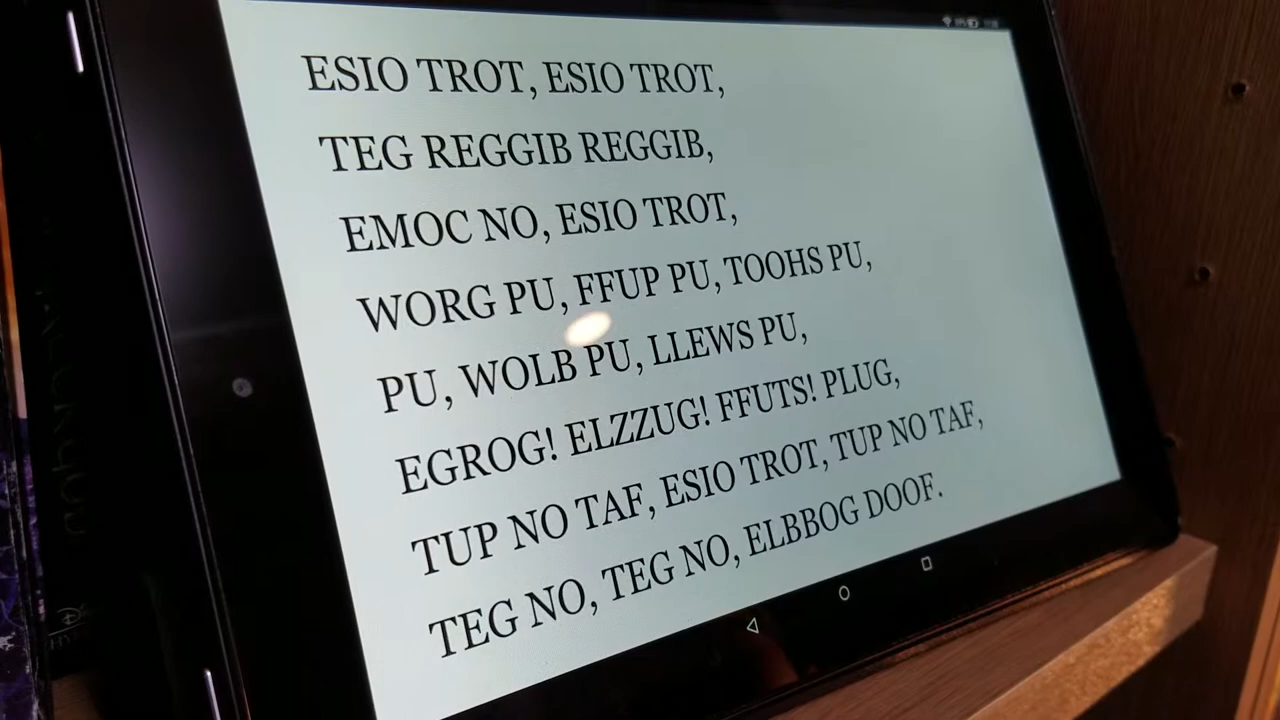 ESIO TROT, ESIO TROT,
TEG REGGIB REGGIB,
EMOC NO, ESIO TROT,
WORG PU, FFUP PU, TOOHS PU,
PU, WOLB PU, LLEWS PU,
EGROG! ELZZUG! FFUTS! PLUG,
TUP NO TAF, ESIO TROT, TUP NO TAF,
TEG NO, TEG NO, ELBBOG DOOF.